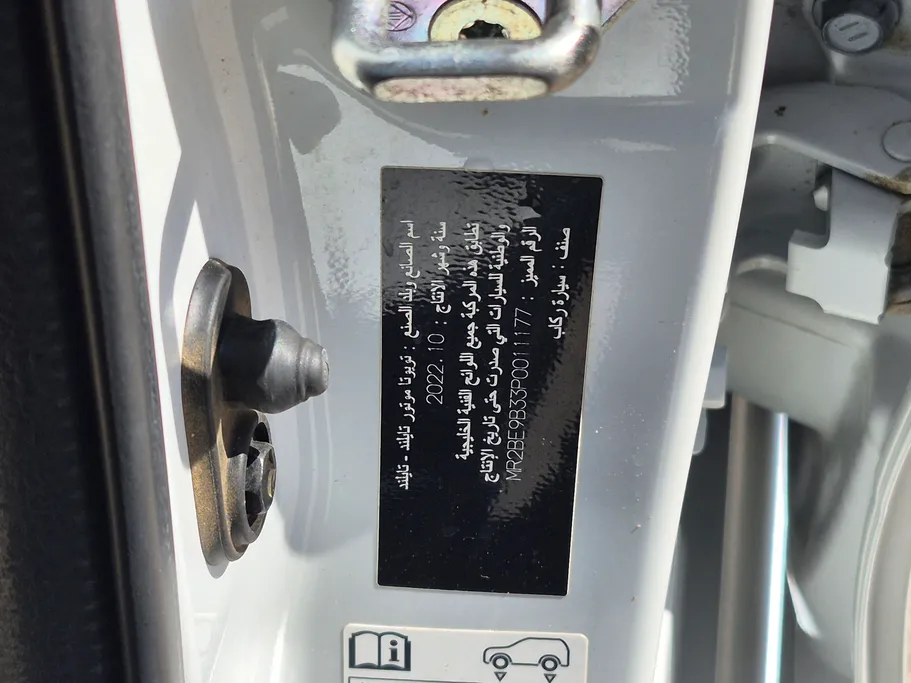 اسم الصانع وبلد الصنع : تويوتا موتور تايلند - تايلند
سنة وشهر الانتاج : 2022.10
تطابق هذه المركبة جميع اللوائح الفنية الخليجية
والوطنية للسيارات التي صدرت حتى تاريخ الإنتاج
الرقم المميز : MR2BE9B33P0011177
صنف : سيارة ركاب
i